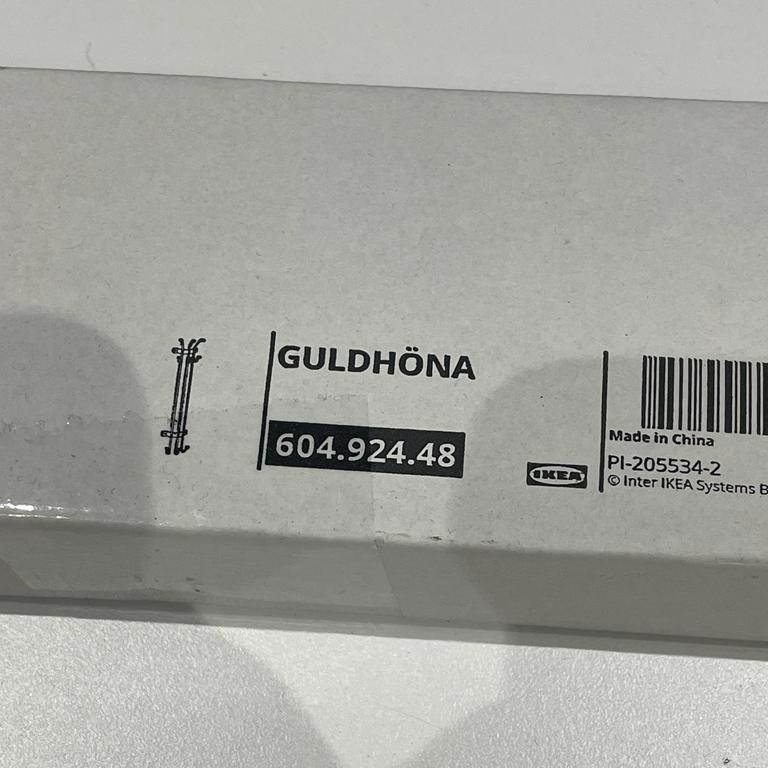 GULDHÖNA
604.924.48
IKEA
Made in China
PI-205534-2
© Inter IKEA Systems B